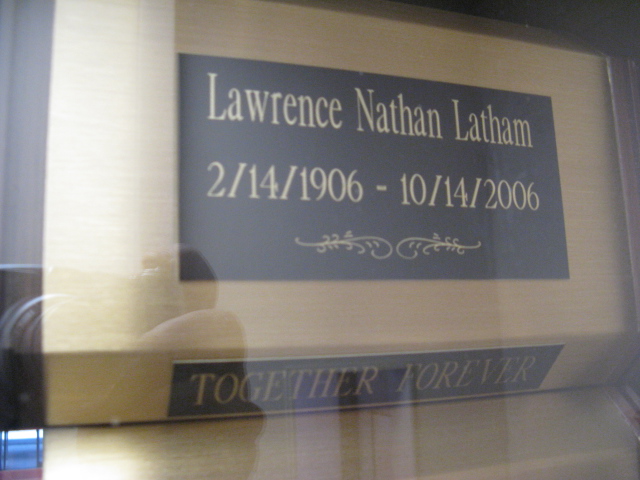 Lawrence Nathan Latham
2/14/1906 - 10/14/2006
TOGETHER FOREVER